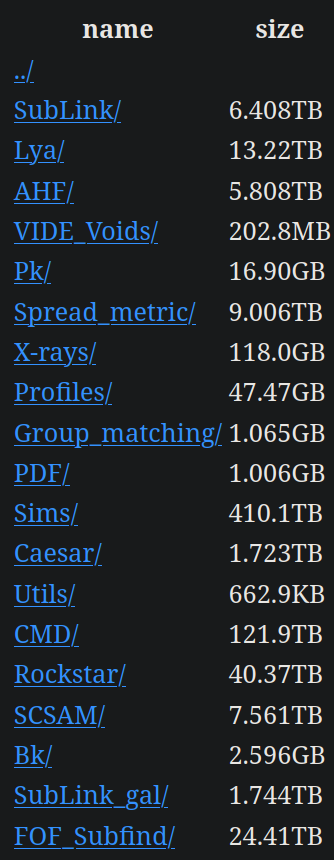 name size
../
SubLink/ 6.408TB
Lya/ 13.22TB
AHF/ 5.808TB
VIDE_Voids/ 202.8MB
Pk/ 16.90GB
Spread_metric/ 9.006TB
X-rays/ 118.0GB
Profiles/ 47.47GB
Group_matching/ 1.065GB
PDF/ 1.006GB
Sims/ 410.1TB
Caesar/ 1.723TB
Utils/ 662.9KB
CMD/ 121.9TB
Rockstar/ 40.37TB
SCSAM/ 7.561TB
Bk/ 2.596GB
SubLink_gal/ 1.744TB
FOF_Subfind/ 24.41TB